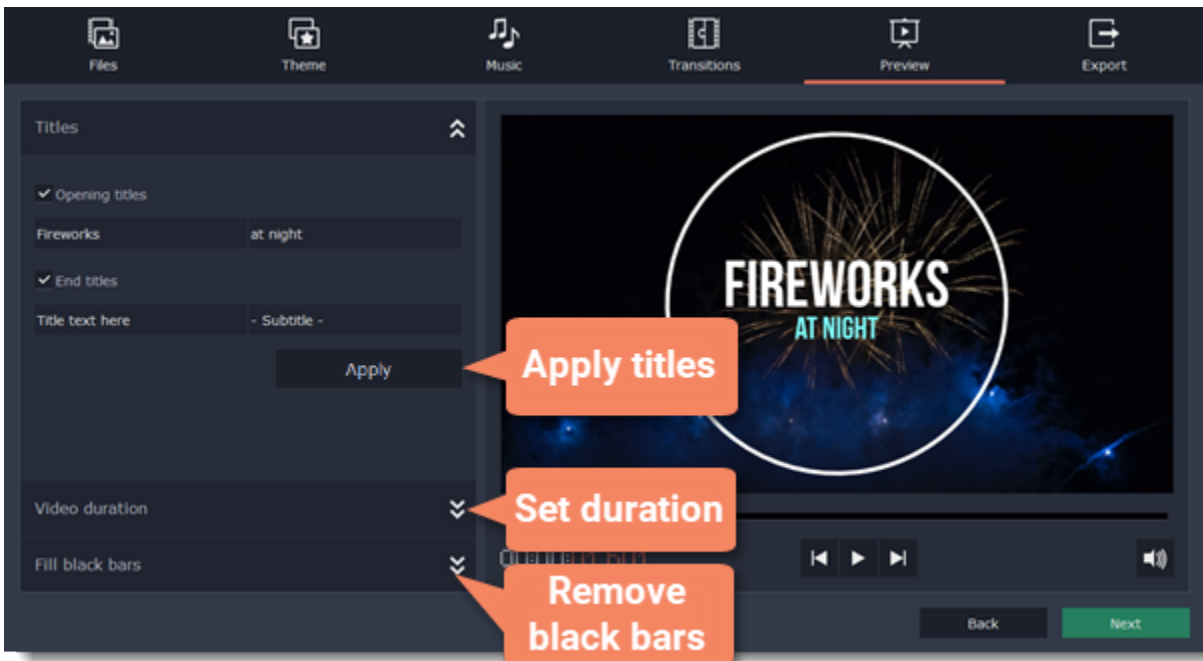 Files
Theme
Music
Transitions
Preview
Export
Titles
Opening titles
Fireworks
at night
End titles
Title text here
- Subtitle -
Apply
Video duration
Fill black bars
FIREWORKS
AT NIGHT
Apply titles
Set duration
Remove
black bars
Back
Next